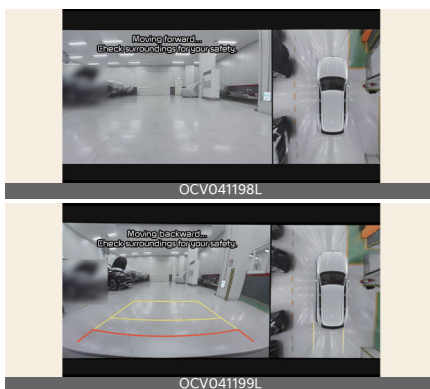 Moving forward...
Check surroundings for your safety.
OCV041198L
Moving backward...
Check surroundings for your safety.
OCV041199L